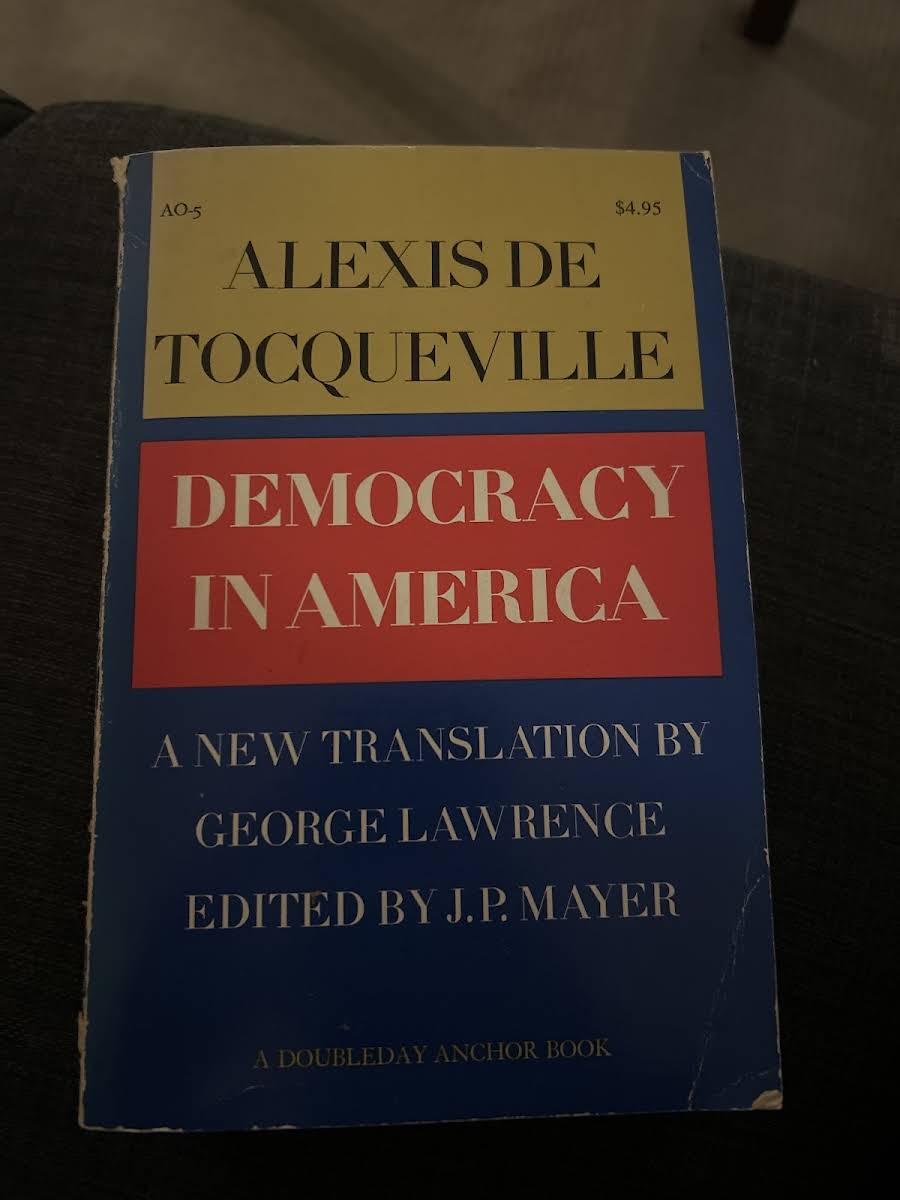 AO-5 $4.95
ALEXIS DE
TOCQUEVILLE
DEMOCRACY
IN AMERICA
A NEW TRANSLATION BY
GEORGE LAWRENCE
EDITED BY J.P. MAYER
A DOUBLEDAY ANCHOR BOOK